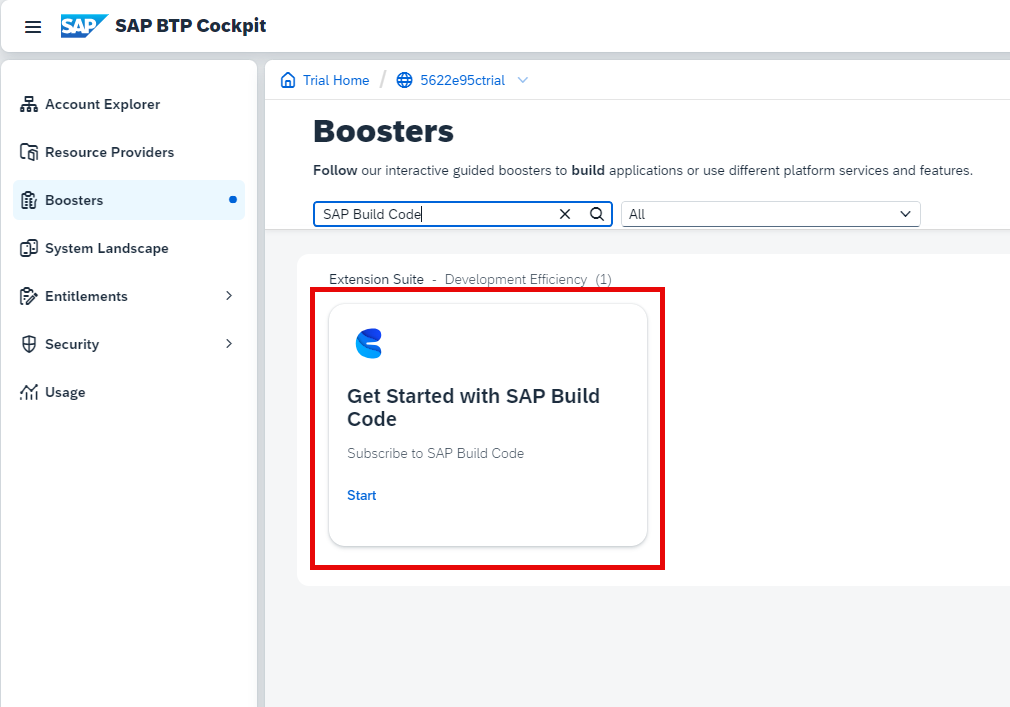 SAP SAP BTP Cockpit
Account Explorer
Resource Providers
Boosters
System Landscape
Entitlements
Security
Usage
Trial Home / 5622e95ctrial
Boosters
Follow our interactive guided boosters to build applications or use different platform services and features.
SAP Build Code
All
Extension Suite - Development Efficiency (1)
Get Started with SAP Build
Code
Subscribe to SAP Build Code
Start